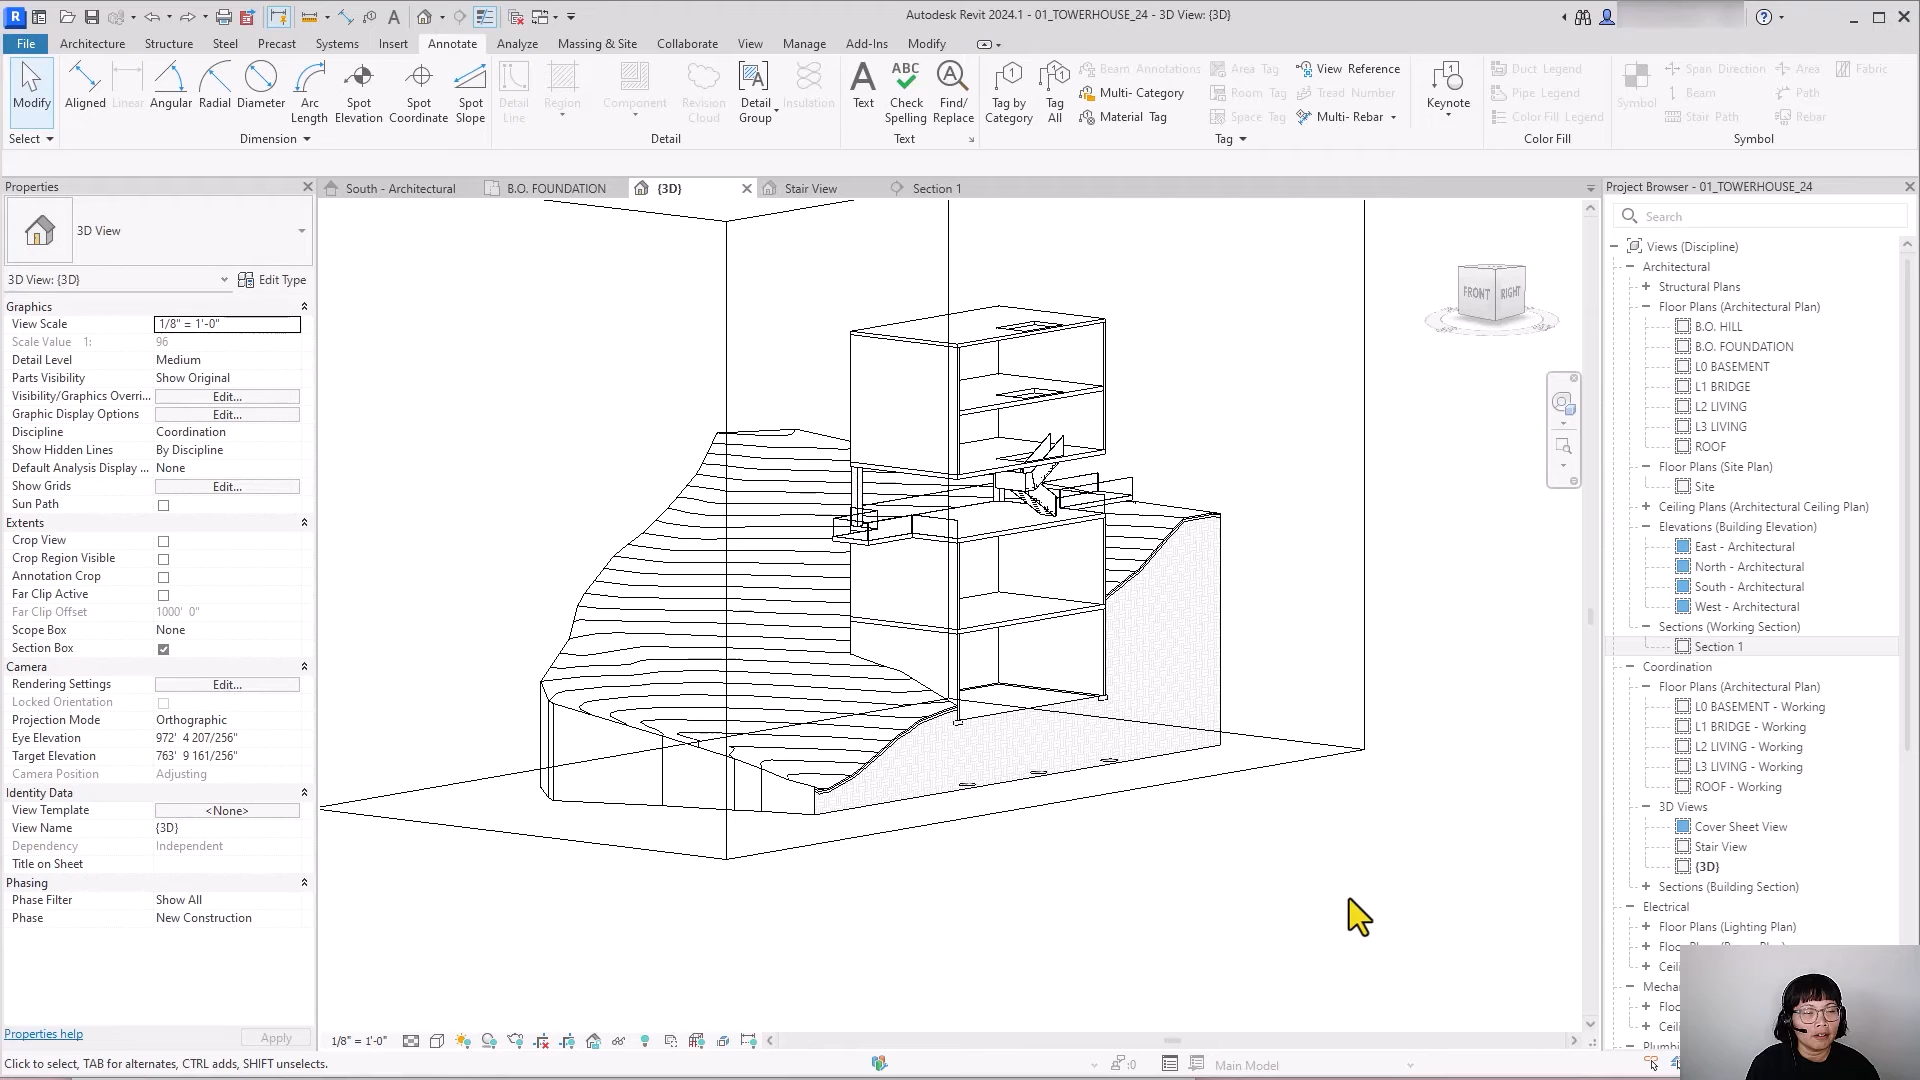 Autodesk Revit 2024.1 - 01_TOWERHOUSE_24 - 3D View: {3D}
File Architecture Structure Steel Precast Systems Insert Annotate Analyze Massing & Site Collaborate View Manage Add-Ins Modify
Modify
Aligned Linear Angular Radial Diameter Arc Length Spot Elevation Spot Coordinate Spot Slope
Detail Line Region Component Revision Cloud Detail Group Insulation
Text ABC Check Spelling Find/ Replace
Tag by Category Tag All
Beam Annotations Area Tag View Reference
Multi- Category Room Tag Tread Number
Material Tag Space Tag Multi- Rebar
Keynote
Duct Legend
Pipe Legend
Color Fill Legend
Symbol
Span Direction Area Fabric
Beam Path
Stair Path Rebar
Select Dimension Detail Text Tag Color Fill Symbol
Properties
3D View
3D View: {3D} Edit Type
Graphics
View Scale 1/8" = 1'-0"
Scale Value 1: 96
Detail Level Medium
Parts Visibility Show Original
Visibility/Graphics Overri... Edit...
Graphic Display Options Edit...
Discipline Coordination
Show Hidden Lines By Discipline
Default Analysis Display ... None
Show Grids Edit...
Sun Path
Extents
Crop View
Crop Region Visible
Annotation Crop
Far Clip Active
Far Clip Offset 1000' 0"
Scope Box None
Section Box
Camera
Rendering Settings Edit...
Locked Orientation
Projection Mode Orthographic
Eye Elevation 972' 4 207/256"
Target Elevation 763' 9 161/256"
Camera Position Adjusting
Identity Data
View Template <None>
View Name {3D}
Dependency Independent
Title on Sheet
Phasing
Phase Filter Show All
Phase New Construction
Properties help Apply
South - Architectural B.O. FOUNDATION {3D} Stair View Section 1
FRONT RIGHT
1/8" = 1'-0"
Project Browser - 01_TOWERHOUSE_24
Search
Views (Discipline)
Architectural
Structural Plans
Floor Plans (Architectural Plan)
B.O. HILL
B.O. FOUNDATION
L0 BASEMENT
L1 BRIDGE
L2 LIVING
L3 LIVING
ROOF
Floor Plans (Site Plan)
Site
Ceiling Plans (Architectural Ceiling Plan)
Elevations (Building Elevation)
East - Architectural
North - Architectural
South - Architectural
West - Architectural
Sections (Working Section)
Section 1
Coordination
Floor Plans (Architectural Plan)
L0 BASEMENT - Working
L1 BRIDGE - Working
L2 LIVING - Working
L3 LIVING - Working
ROOF - Working
3D Views
Cover Sheet View
Stair View
{3D}
Sections (Building Section)
Electrical
Floor Plans (Lighting Plan)
Click to select, TAB for alternates, CTRL adds, SHIFT unselects.
:0
Main Model